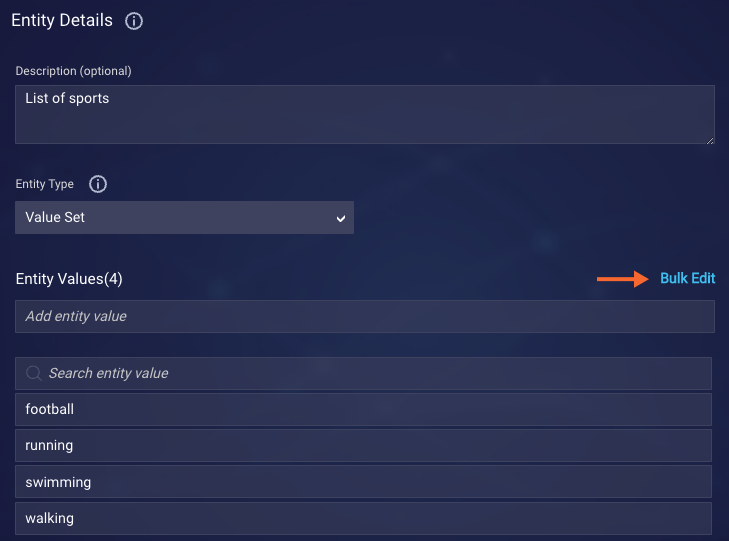 Entity Details
Description (optional)
List of sports
Entity Type
Value Set
Entity Values(4) Bulk Edit
Add entity value
Search entity value
football
running
swimming
walking